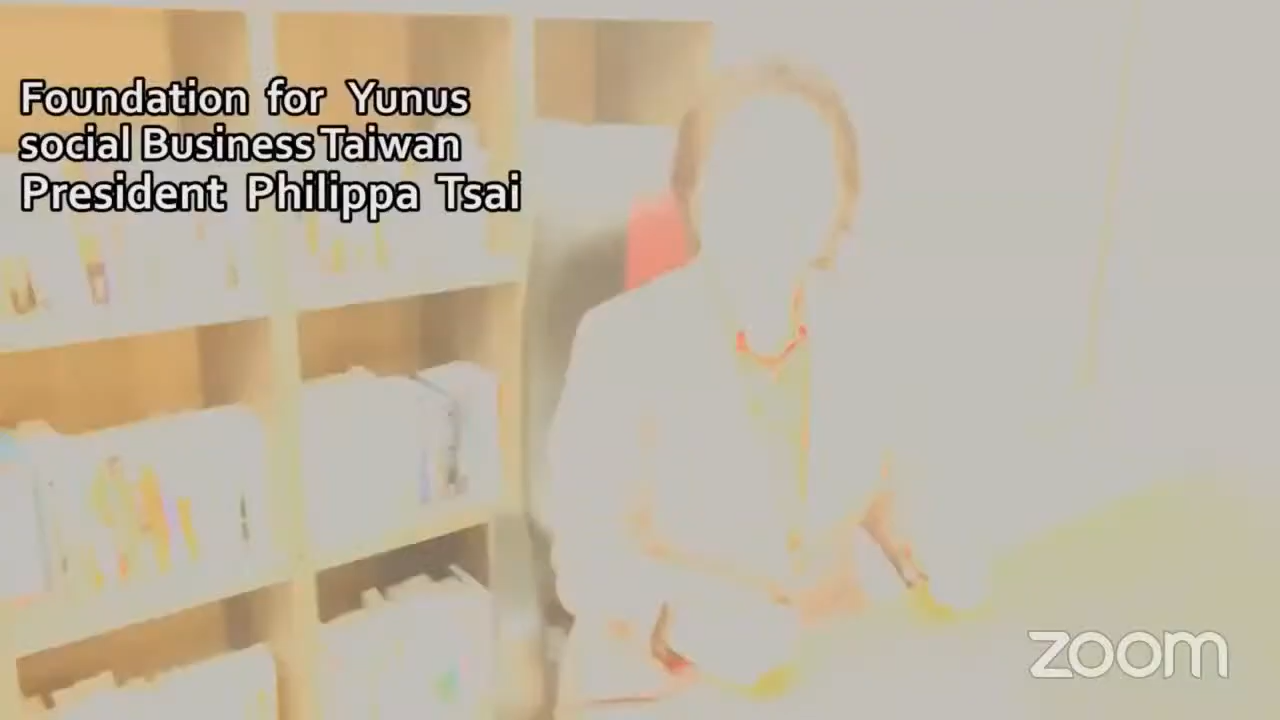 Foundation for Yunus
social Business Taiwan
President Philippa Tsai
zoom